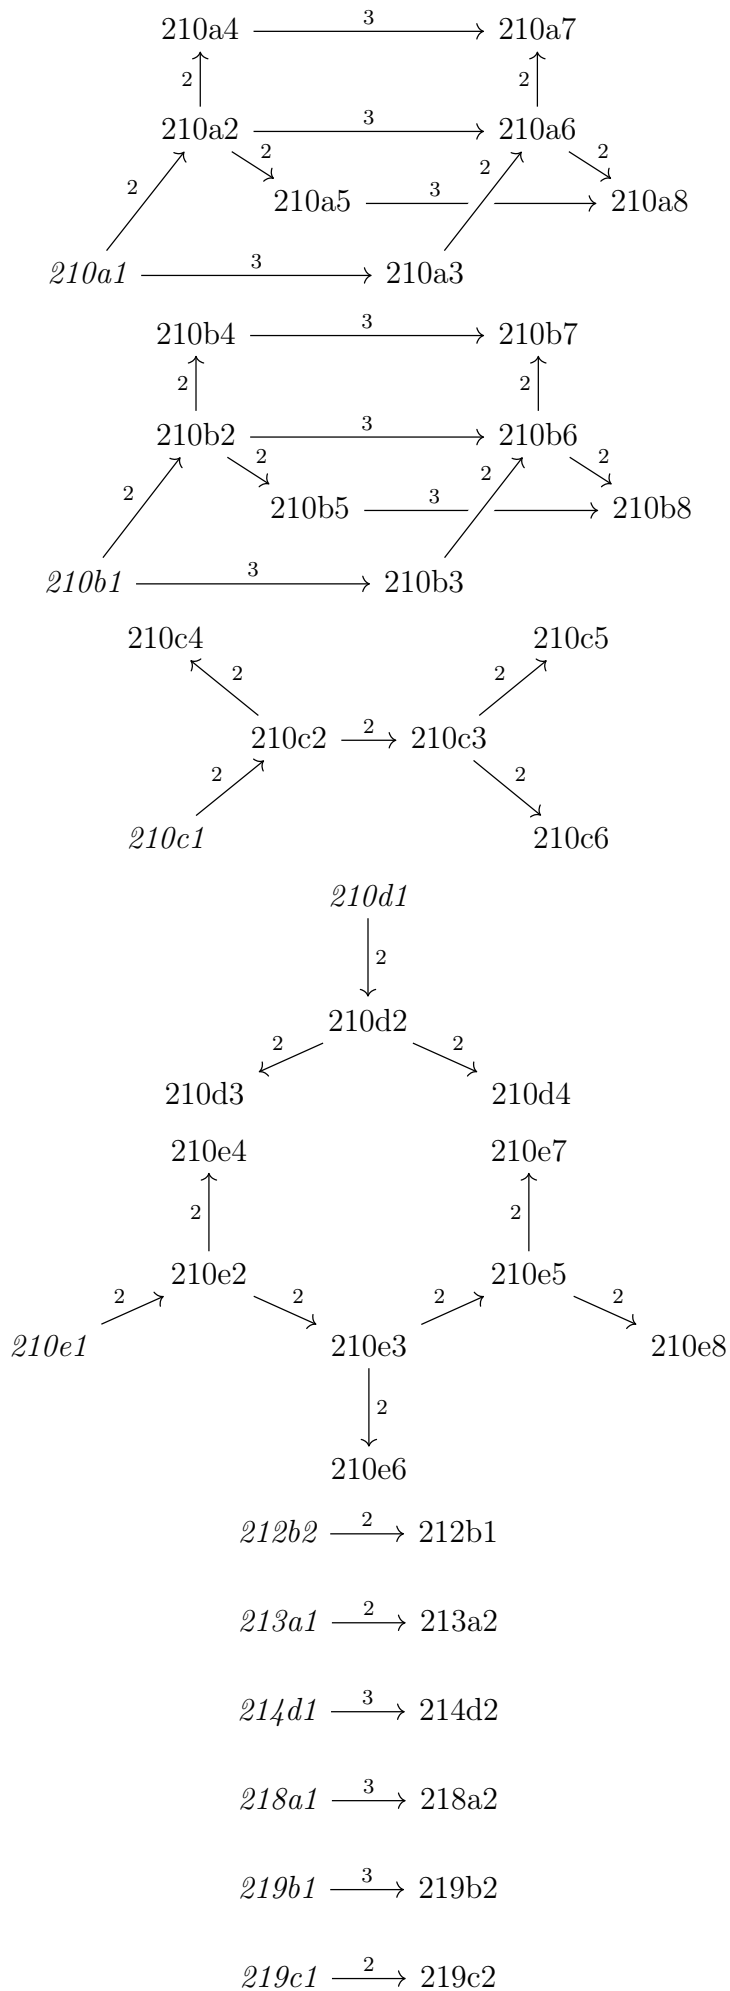 210a4 3 210a7
2 2
210a2 3 210a6
2 2 2 2
210a5 3 210a8
210a1 3 210a3
210b4 3 210b7
2 2
210b2 3 210b6
2 2 2 2
210b5 3 210b8
210b1 3 210b3
210c4 210c5
2 2
210c2 2 210c3
2 2
210c1 210c6
210d1
2
210d2
2 2
210d3 210d4
210e4 210e7
2 2
210e2 210e5
2 2 2 2
210e1 210e3 210e8
2
210e6
212b2 2 212b1
213a1 2 213a2
214d1 3 214d2
218a1 3 218a2
219b1 3 219b2
219c1 2 219c2